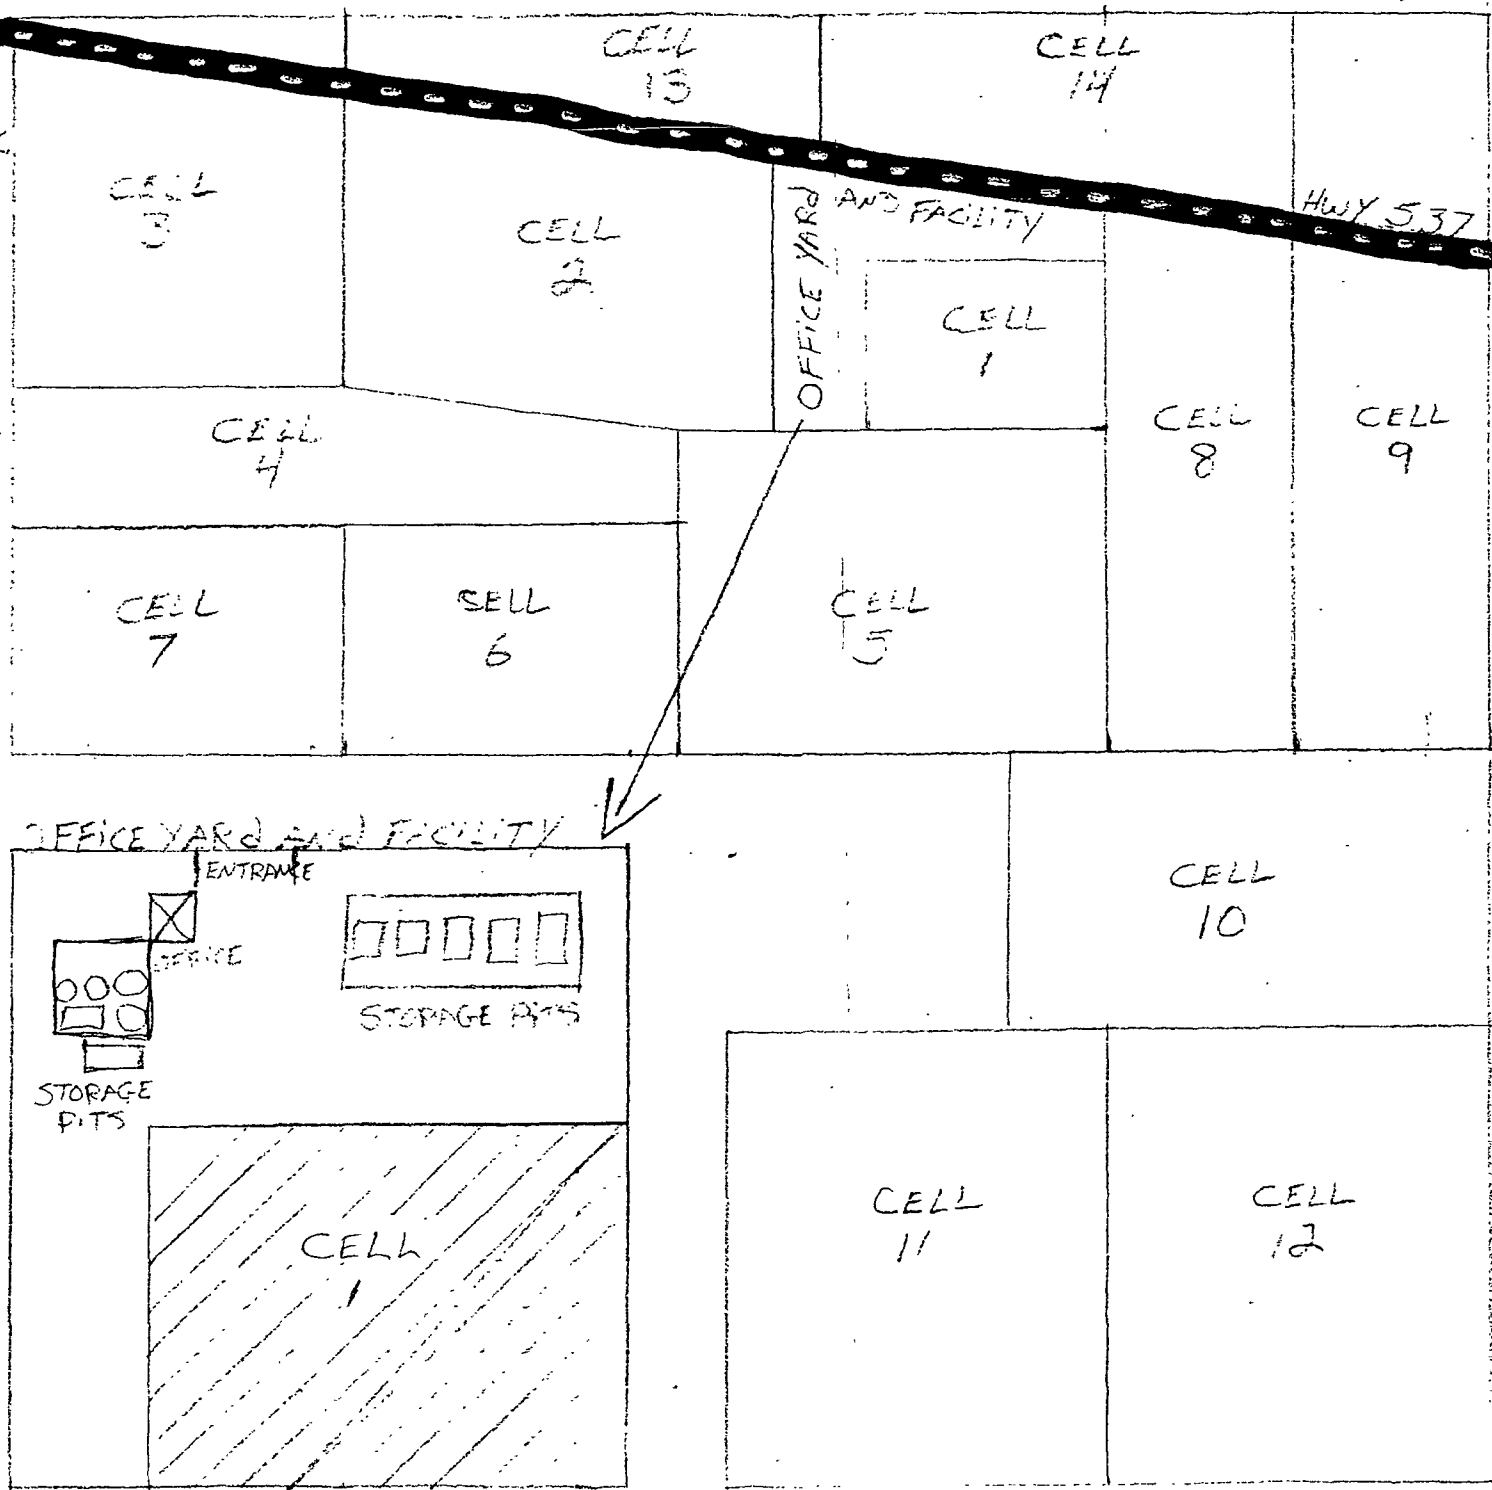 CELL
13
CELL
14
CELL
3
CELL
2
OFFICE YARd AND FACILITY
HWY 537
CELL
1
CELL
4
CELL
8
CELL
9
CELL
7
SELL
6
CELL
5
OFFICE YARd ANd FACILITY
ENTRANCE
OFFICE
STORAGE PITS
STORAGE
PITS
CELL
1
CELL
10
CELL
11
CELL
12